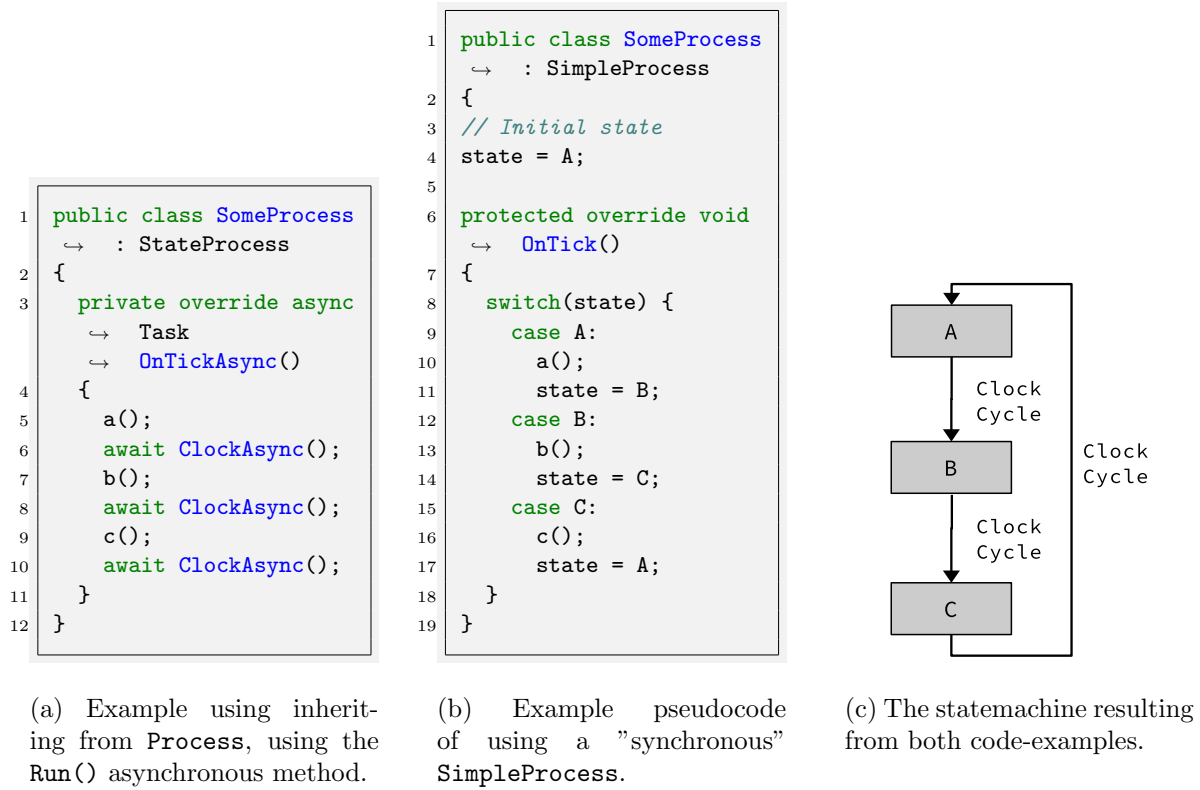 1 public class SomeProcess
↪ : StateProcess
2 {
3 private override async
↪ Task
↪ OnTickAsync()
4 {
5 a();
6 await ClockAsync();
7 b();
8 await ClockAsync();
9 c();
10 await ClockAsync();
11 }
12 }
(a) Example using inherit-
ing from Process, using the
Run() asynchronous method.
1 public class SomeProcess
↪ : SimpleProcess
2 {
3 // Initial state
4 state = A;
5
6 protected override void
↪ OnTick()
7 {
8 switch(state) {
9 case A:
10 a();
11 state = B;
12 case B:
13 b();
14 state = C;
15 case C:
16 c();
17 state = A;
18 }
19 }
(b) Example pseudocode
of using a ”synchronous”
SimpleProcess.
A
Clock
Cycle
B
Clock
Cycle
Clock
Cycle
C
(c) The statemachine resulting
from both code-examples.